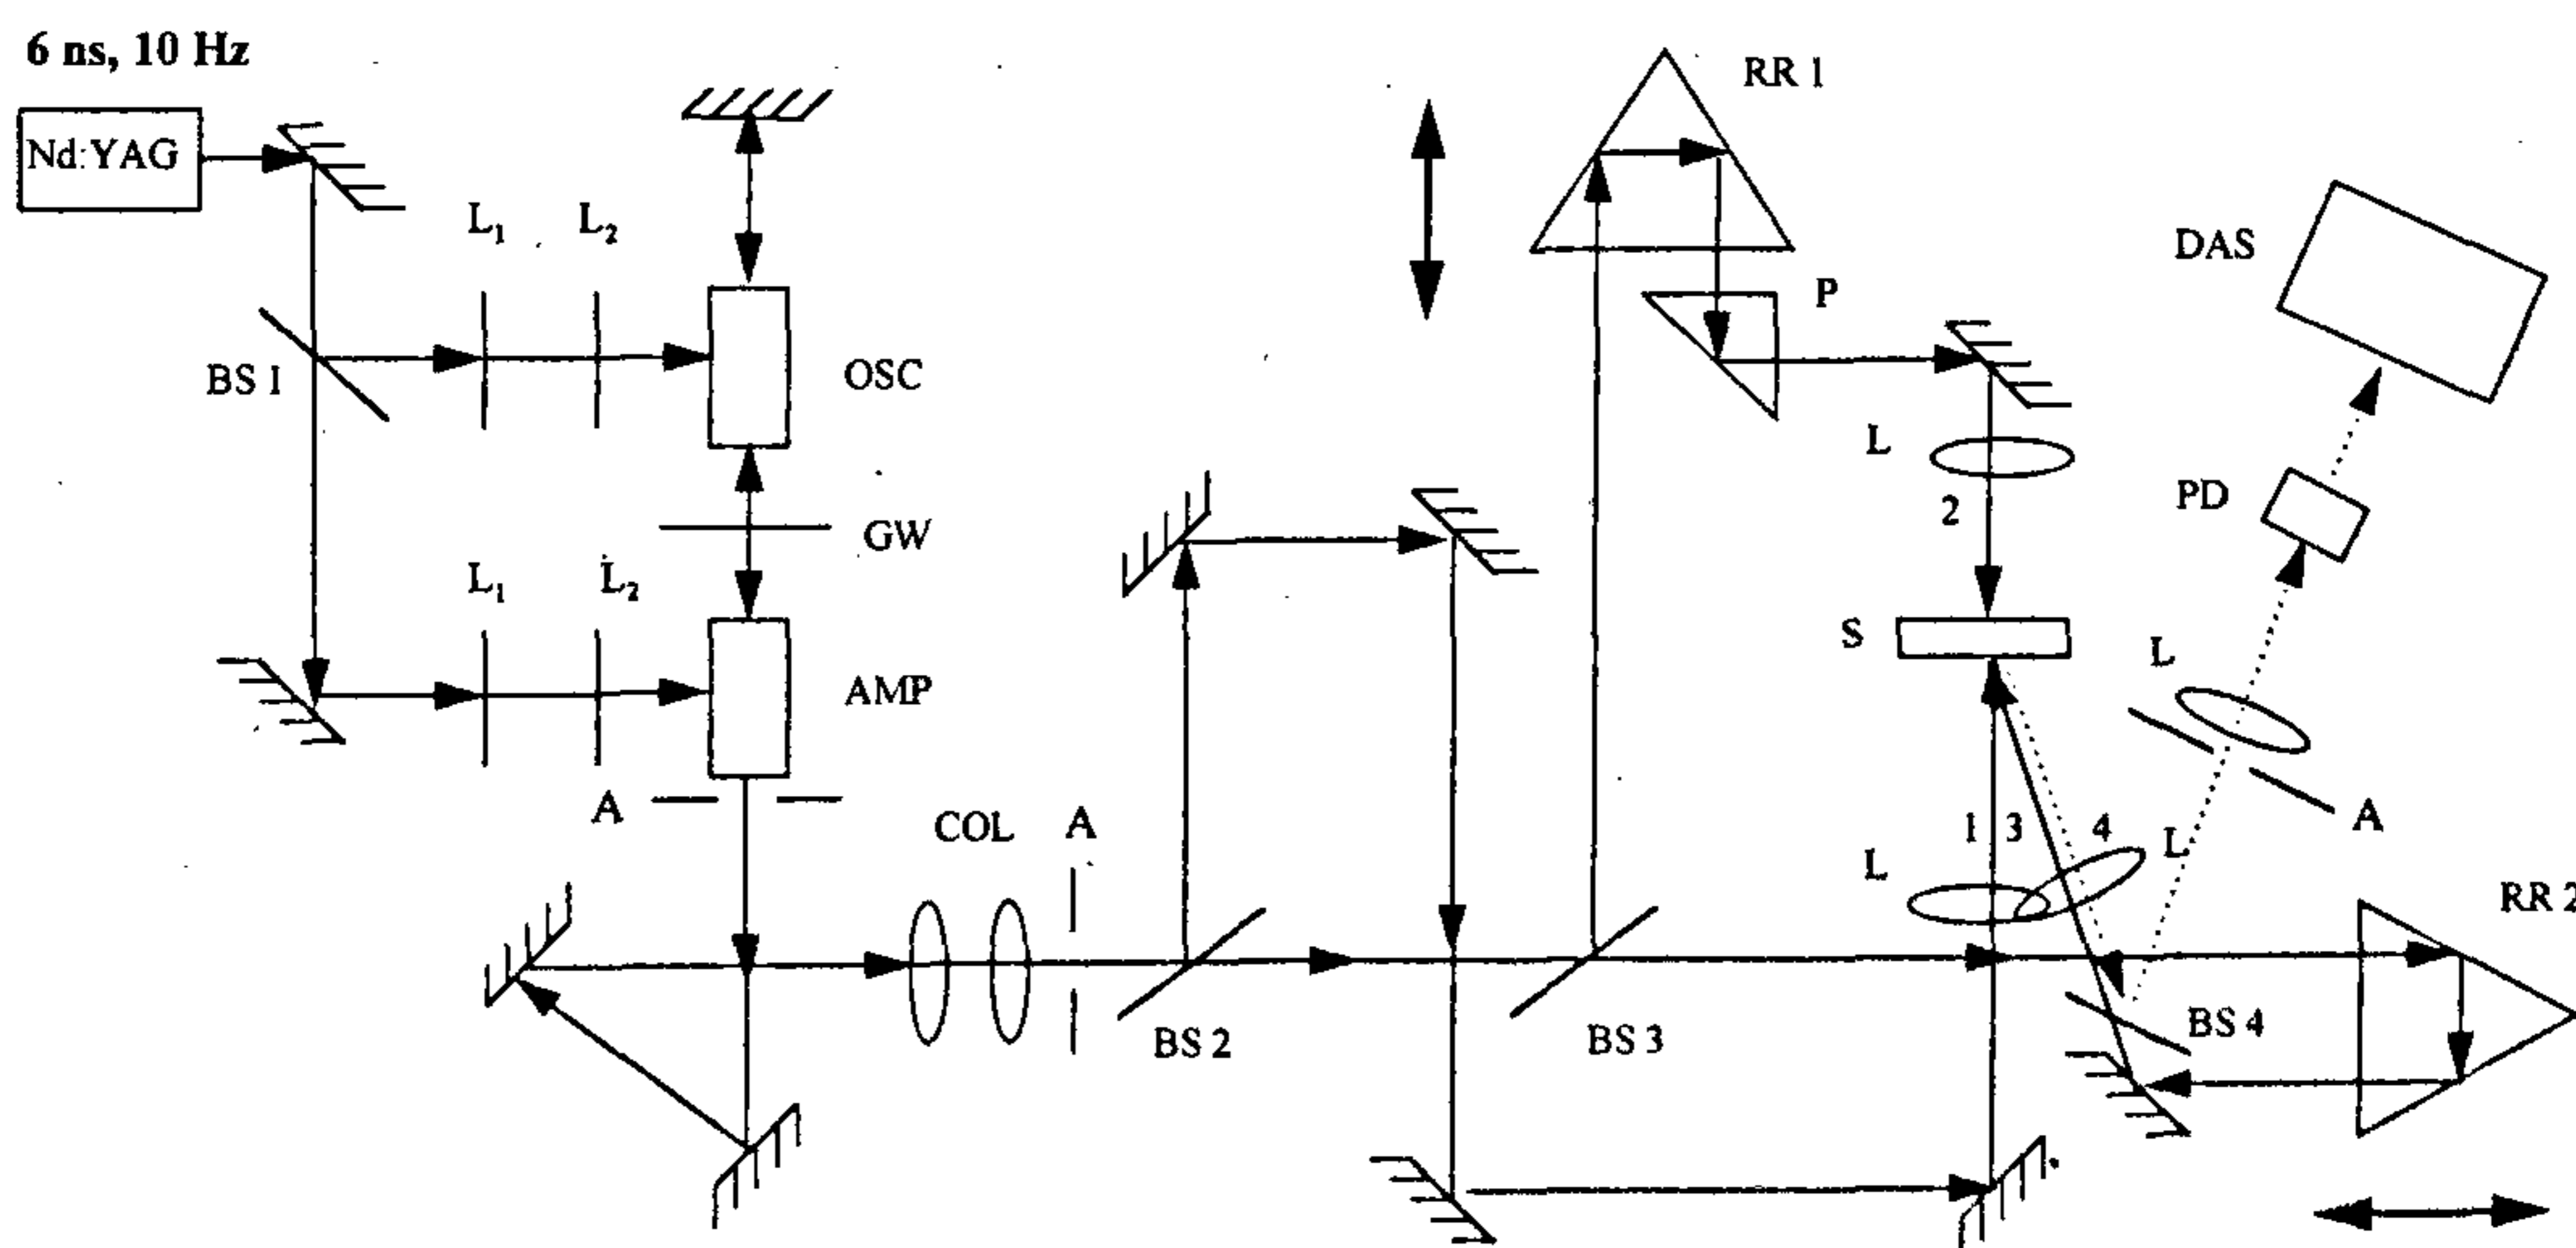 6 ns, 10 Hz
Nd:YAG
RR 1
L₁
L₂
DAS
P
BS 1
OSC
L
2
PD
GW
L₁
L₂
S
L
AMP
A
COL
A
1
3
4
L
L
A
RR 2
BS 2
BS 3
BS 4